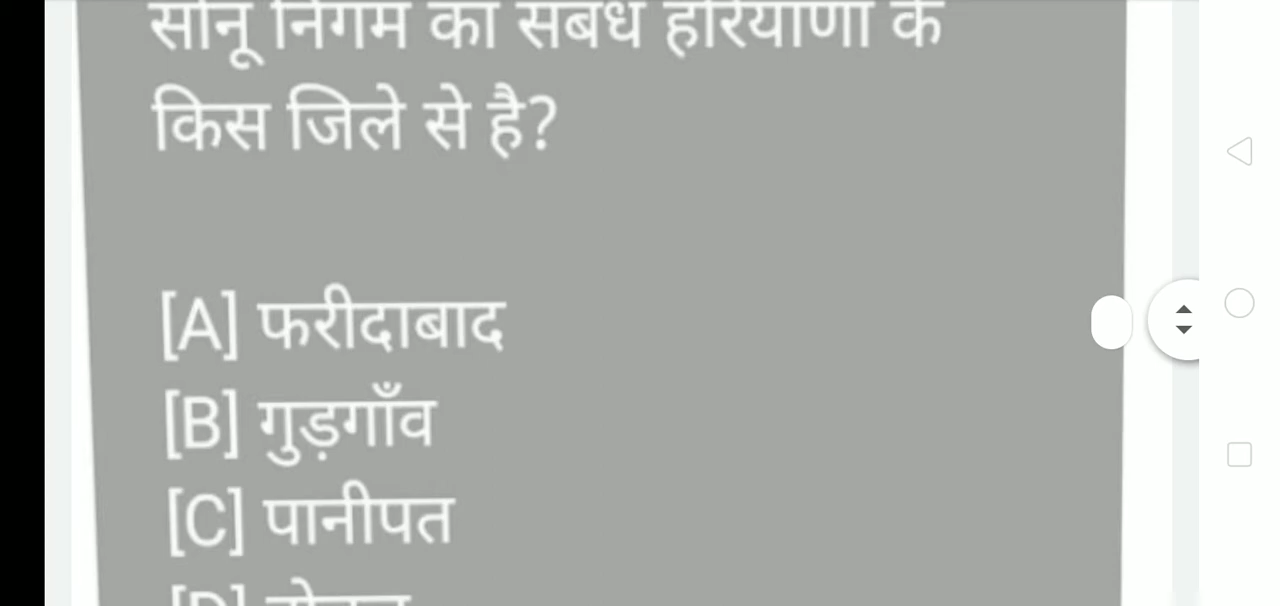 सोनू निगम का संबंध हरियाणा के
किस जिले से है?
[A] फरीदाबाद
[B] गुड़गाँव
[C] पानीपत
[D]